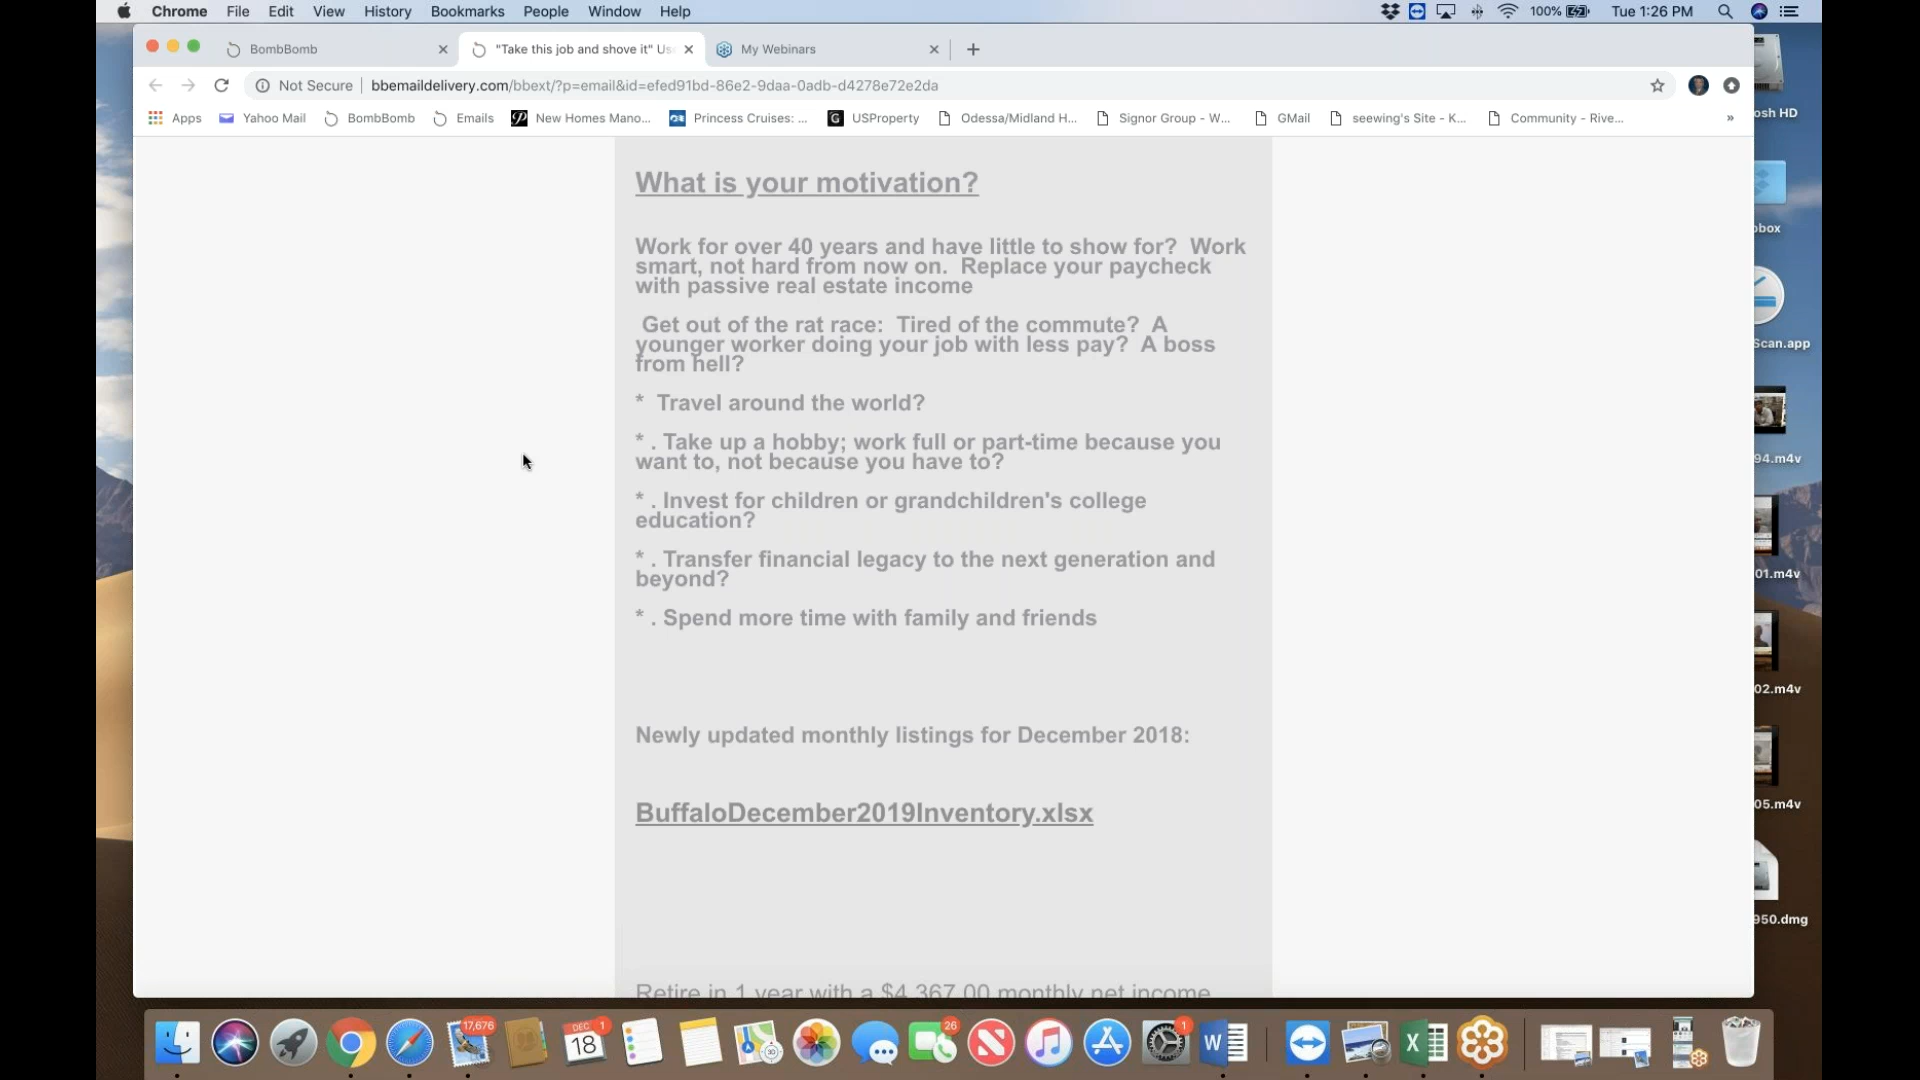 Chrome File Edit View History Bookmarks People Window Help 100% Tue 1:26 PM
BombBomb "Take this job and shove it" Us My Webinars
Not Secure bbemaildelivery.com/bbext/?p=email&id=efed91bd-86e2-9daa-0adb-d4278e72e2da
Apps Yahoo Mail BombBomb Emails New Homes Mano... Princess Cruises: ... USProperty Odessa/Midland H... Signor Group - W... GMail seewing's Site - K... Community - Rive... »
osh HD
What is your motivation?
Work for over 40 years and have little to show for? Work
smart, not hard from now on. Replace your paycheck
with passive real estate income
Get out of the rat race: Tired of the commute? A
younger worker doing your job with less pay? A boss
from hell?
* Travel around the world?
* . Take up a hobby; work full or part-time because you
want to, not because you have to?
* . Invest for children or grandchildren's college
education?
* . Transfer financial legacy to the next generation and
beyond?
* . Spend more time with family and friends
Newly updated monthly listings for December 2018:
BuffaloDecember2019Inventory.xlsx
Retire in 1 year with a $4,367.00 monthly net income
box
Scan.app
94.m4v
01.m4v
02.m4v
05.m4v
950.dmg
17,676
DEC 1
18
26
1
W
X